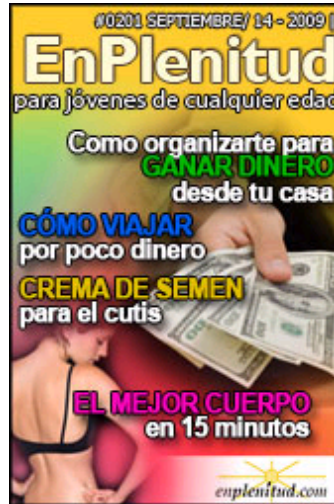 #0201 SEPTIEMBRE/ 14 - 2009 |
EnPlenitud
para jóvenes de cualquier edad
Como organizarte para
GANAR DINERO
desde tu casa
CÓMO VIAJAR
por poco dinero
CREMA DE SEMEN
para el cutis
EL MEJOR CUERPO
en 15 minutos
enplenitud.com